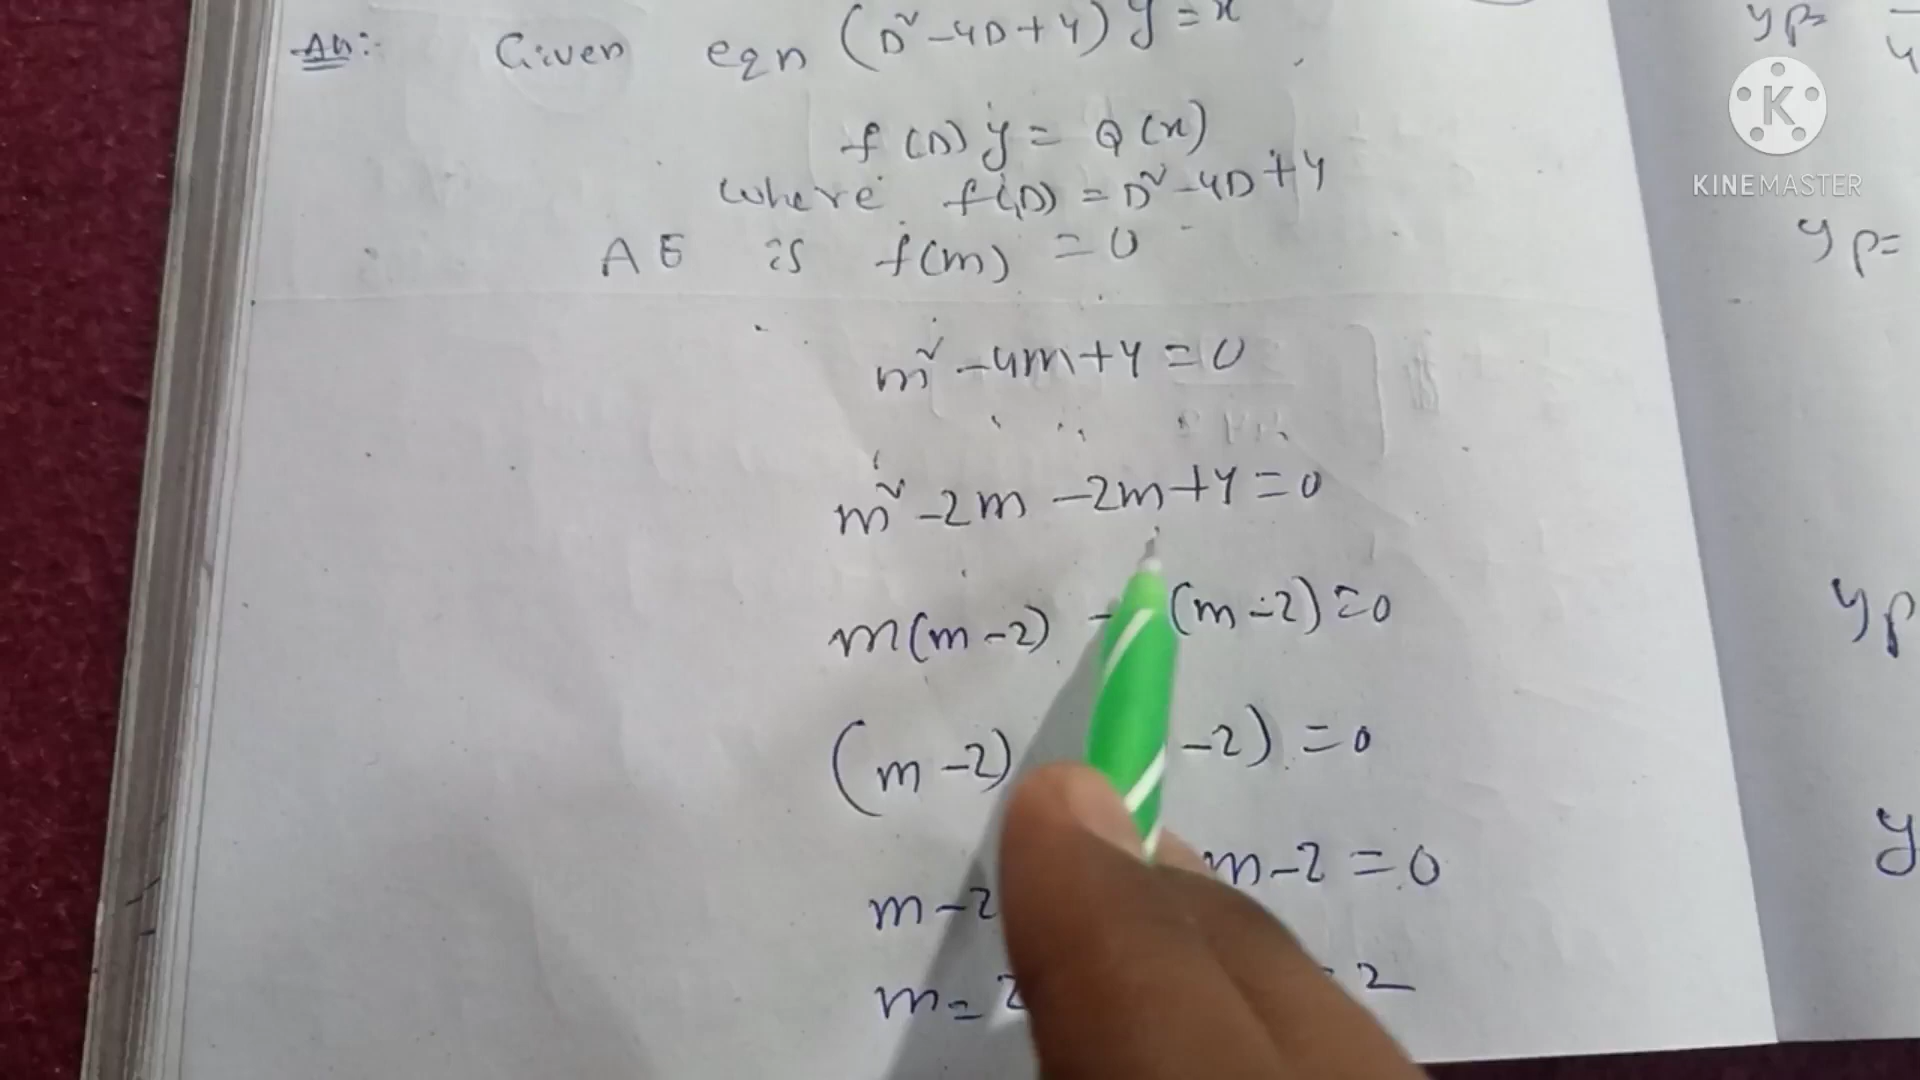 Given eqn (D² - 4D + 4) y = x
f(D) y = Q(x)
where f(D) = D² - 4D + 4
AE is f(m) = 0
m² - 4m + 4 = 0
m² - 2m - 2m + 4 = 0
m(m - 2) - (m - 2) = 0
(m - 2) - 2) = 0
m - 2 m - 2 = 0
m = 2 = 2
yp=
4
KINEMASTER
yp=
yp
y